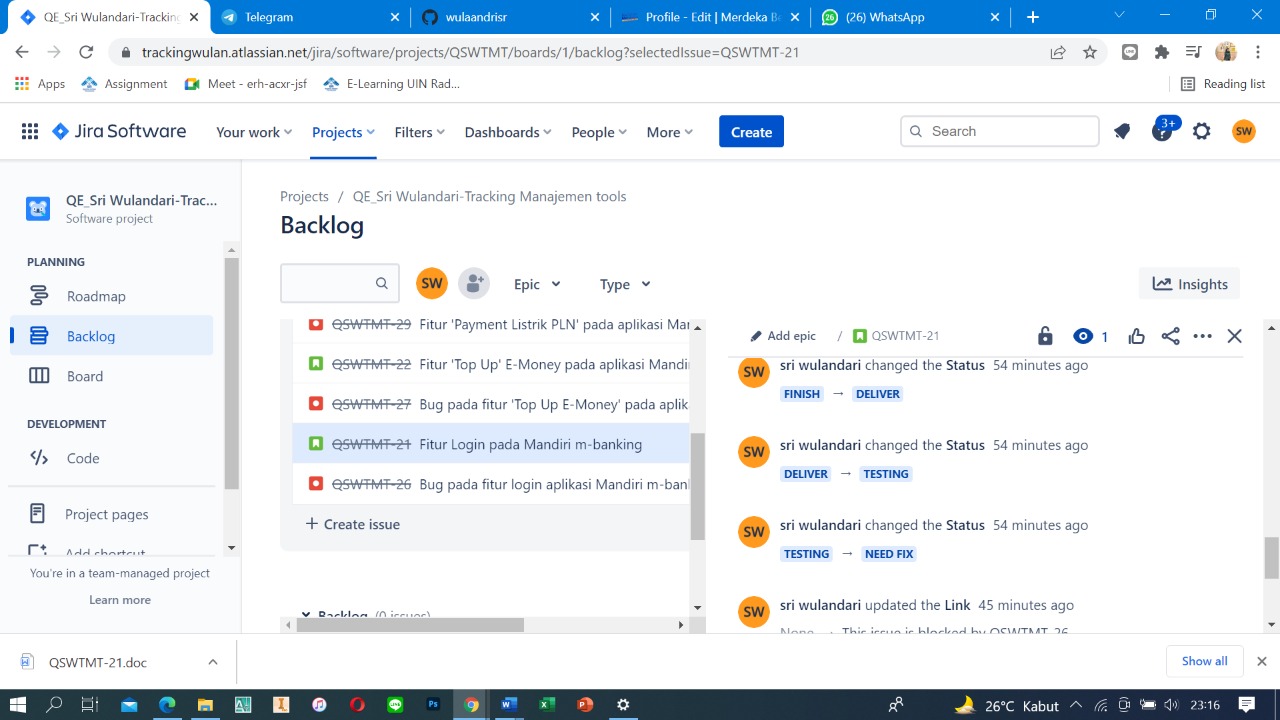 QE_Sri Wulandari-Tracking
Telegram
wulaandrisr
Profile - Edit | Merdeka Be
(26) WhatsApp
trackingwulan.atlassian.net/jira/software/projects/QSWTMT/boards/1/backlog?selectedIssue=QSWTMT-21
Apps
Assignment
Meet - erh-acxr-jsf
E-Learning UIN Rad...
Reading list
Jira Software
Your work
Projects
Filters
Dashboards
People
More
Create
Search
3+
SW
QE_Sri Wulandari-Trac...
Software project
PLANNING
Roadmap
Backlog
Board
DEVELOPMENT
Code
Project pages
Add shortcut
You're in a team-managed project
Learn more
Projects / QE_Sri Wulandari-Tracking Manajemen tools
Backlog
SW
Epic
Type
Insights
QSWTMT-29 Fitur 'Payment Listrik PLN' pada aplikasi Mar
QSWTMT-22 Fitur 'Top Up' E-Money pada aplikasi Mandi
QSWTMT-27 Bug pada fitur 'Top Up E-Money' pada aplik
QSWTMT-21 Fitur Login pada Mandiri m-banking
QSWTMT-26 Bug pada fitur login aplikasi Mandiri m-ban
+ Create issue
Backlog (0 issues)
Add epic / QSWTMT-21
1
SW
sri wulandari changed the Status 54 minutes ago
FINISH → DELIVER
SW
sri wulandari changed the Status 54 minutes ago
DELIVER → TESTING
SW
sri wulandari changed the Status 54 minutes ago
TESTING → NEED FIX
SW
sri wulandari updated the Link 45 minutes ago
None → This issue is blocked by QSWTMT-26
QSWTMT-21.doc
Show all
26°C Kabut
23:16